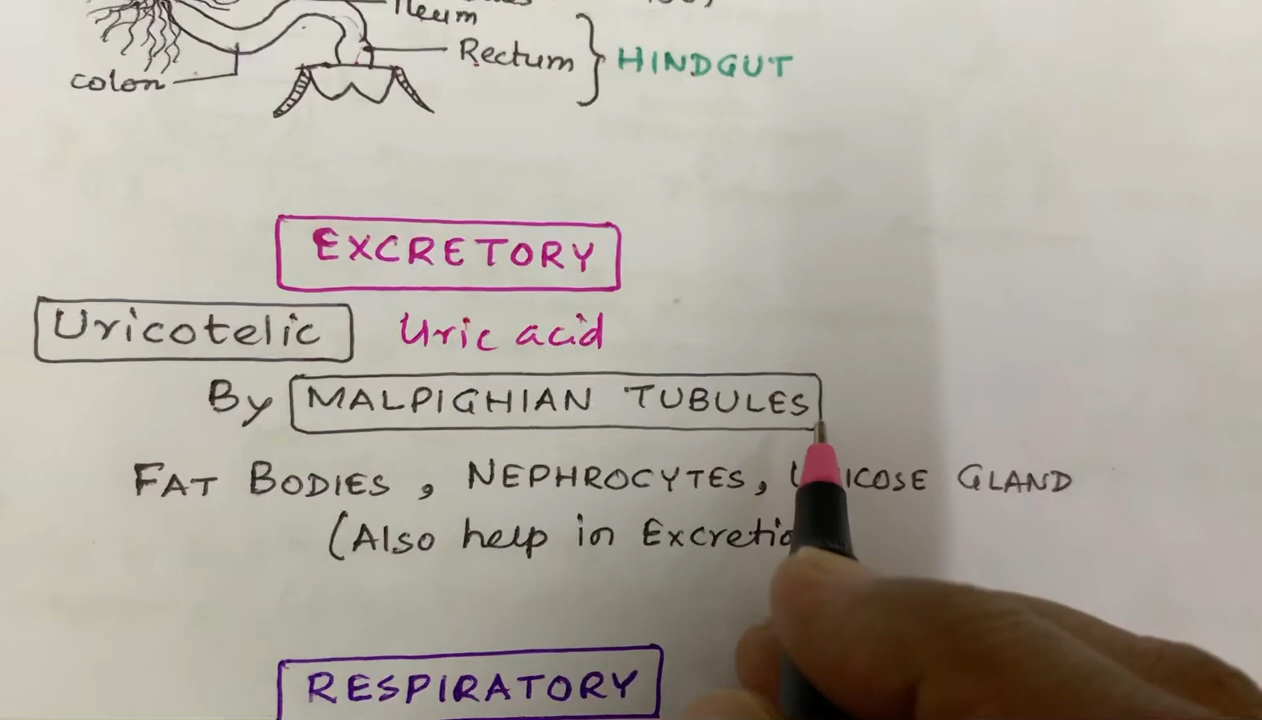 Ileum
Rectum } HINDGUT
colon
EXCRETORY
Uricotelic Uric acid
By MALPIGHIAN TUBULES
FAT BODIES, NEPHROCYTES, GLAND
(Also help in
RESPIRATORY